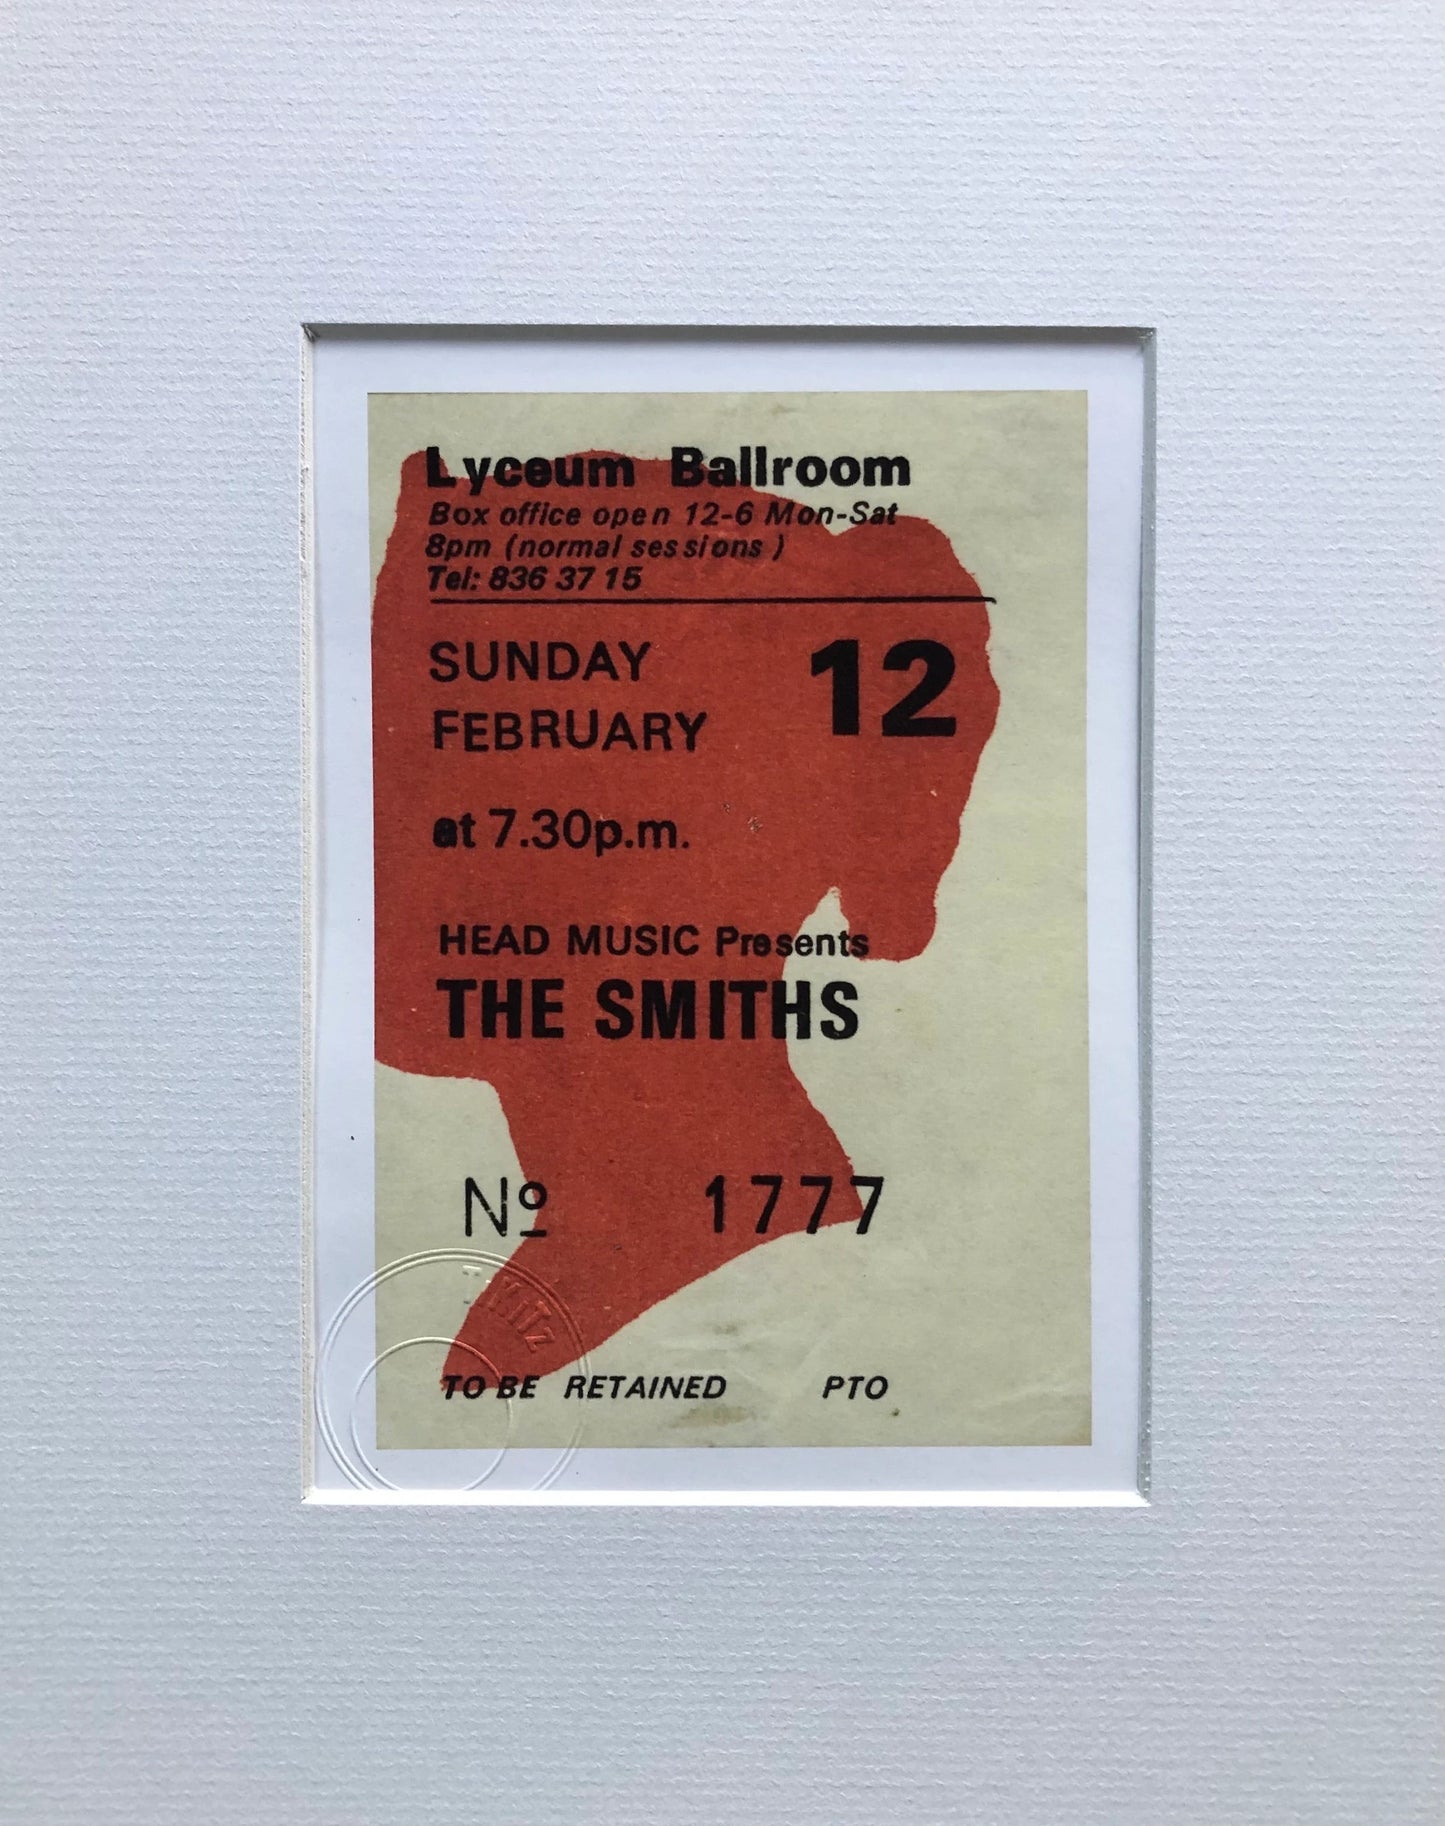 Lyceum Ballroom
Box office open 12-6 Mon-Sat
8pm (normal sessions )
Tel: 836 37 15
SUNDAY 12
FEBRUARY
at 7.30p.m.
HEAD MUSIC Presents
THE SMITHS
Nº 1777
TO BE RETAINED PTO